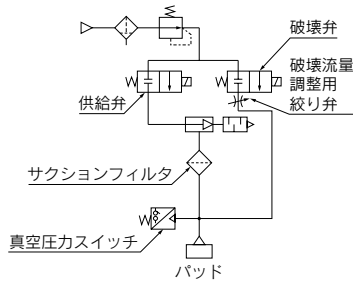 破壊弁
破壊流量
調整用
絞り弁
供給弁
サクションフィルタ
真空圧力スイッチ
パッド